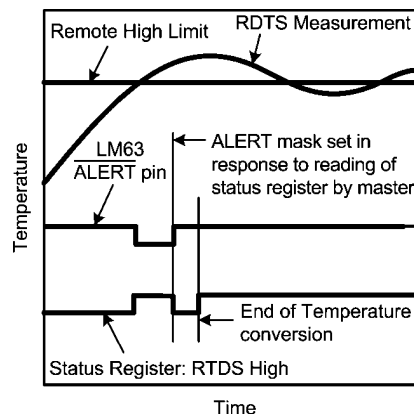 Remote High Limit
RDTS Measurement
LM63
ALERT pin
ALERT mask set in
response to reading of
status register by master
Temperature
End of Temperature
conversion
Status Register: RTDS High
Time